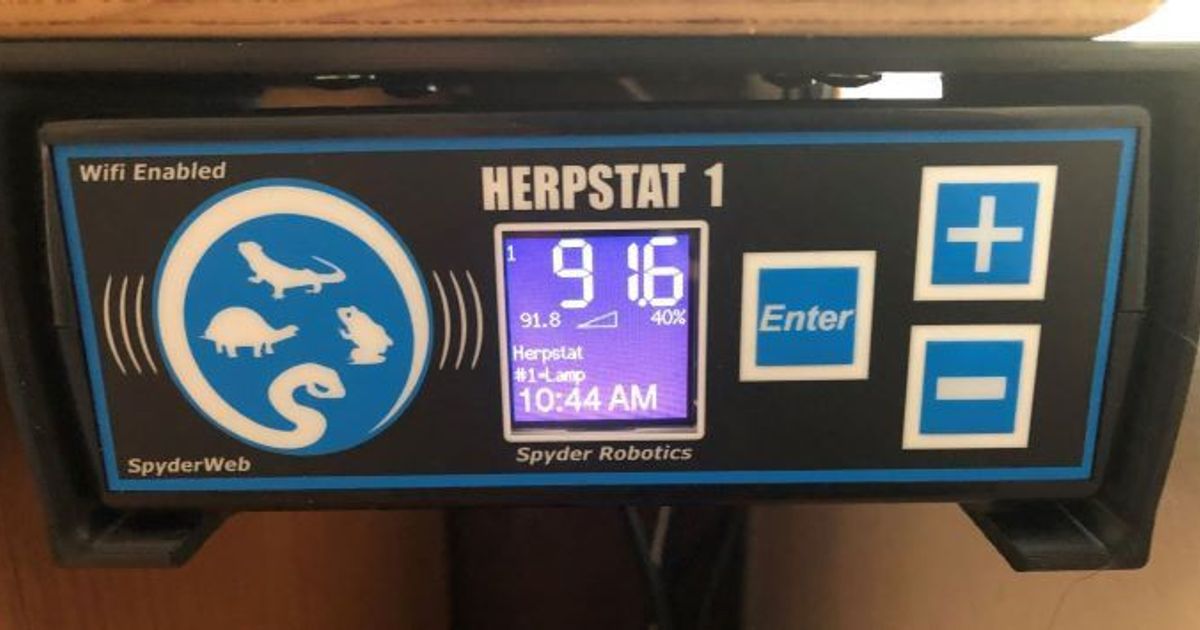 Wifi Enabled
HERPSTAT 1
1
91.6
91.8 40%
Herpstat
#1=Lamp
10:44 AM
Enter
+
-
SpyderWeb
Spyder Robotics